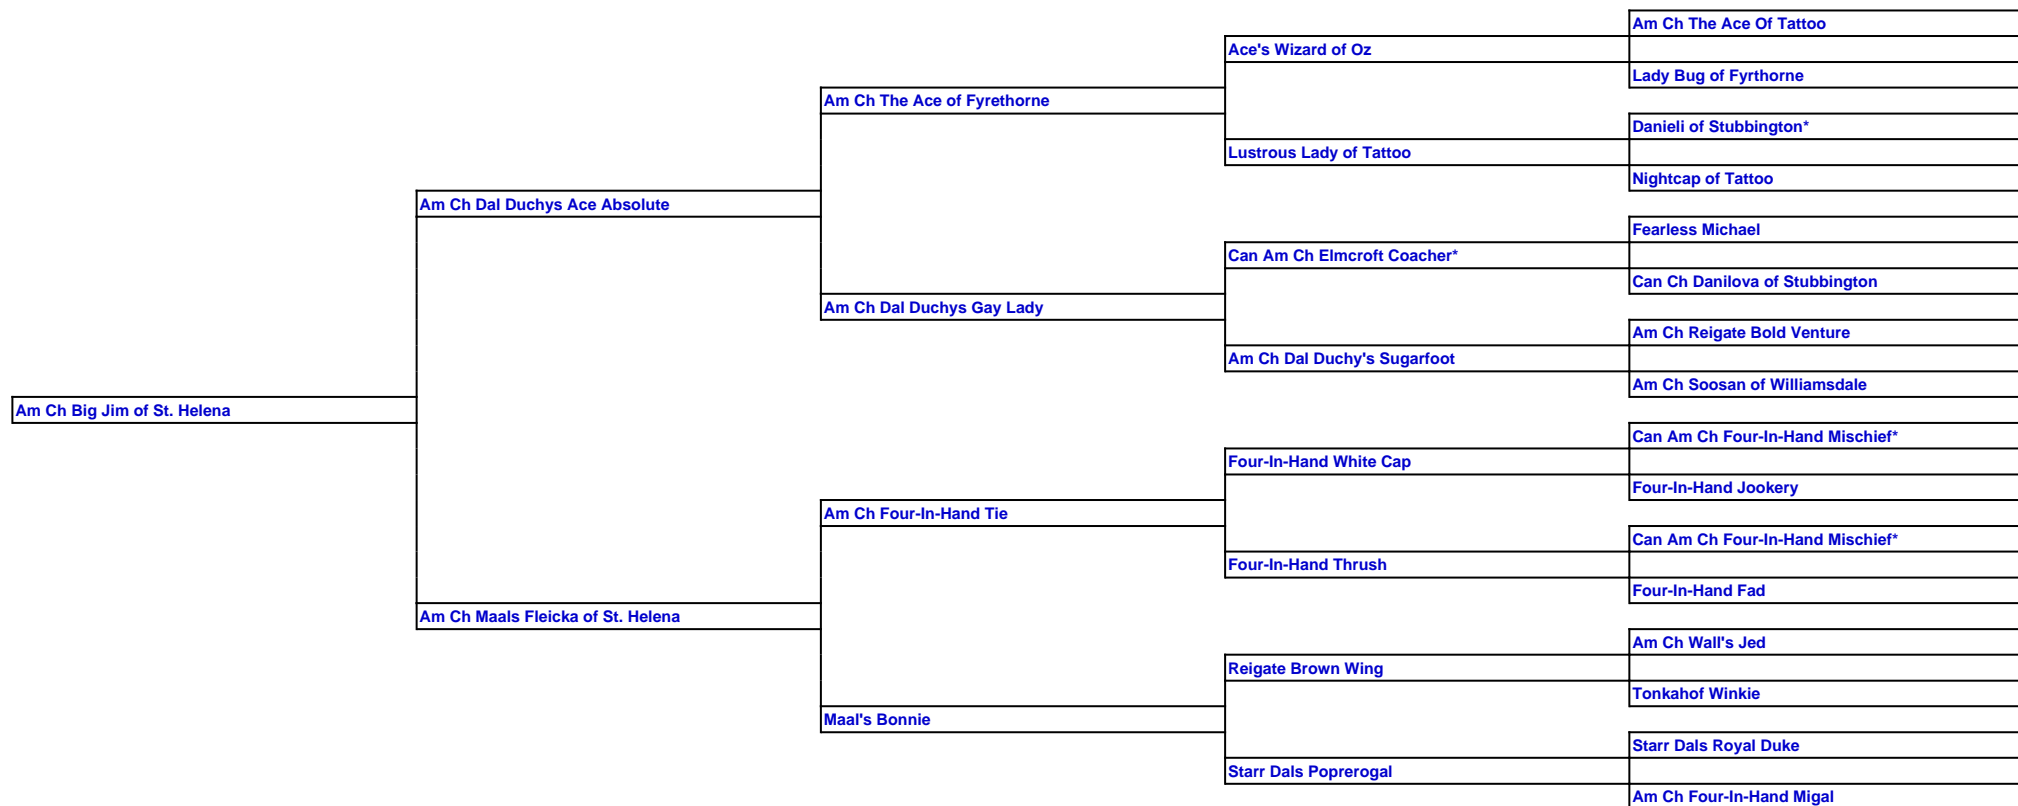 Am Ch The Ace Of Tattoo
Ace's Wizard of Oz
Lady Bug of Fyrthorne
Am Ch The Ace of Fyrethorne
Danieli of Stubbington*
Lustrous Lady of Tattoo
Nightcap of Tattoo
Am Ch Dal Duchys Ace Absolute
Fearless Michael
Can Am Ch Elmcroft Coacher*
Can Ch Danilova of Stubbington
Am Ch Dal Duchys Gay Lady
Am Ch Reigate Bold Venture
Am Ch Dal Duchy's Sugarfoot
Am Ch Soosan of Williamsdale
Am Ch Big Jim of St. Helena
Can Am Ch Four-In-Hand Mischief*
Four-In-Hand White Cap
Four-In-Hand Jookery
Am Ch Four-In-Hand Tie
Can Am Ch Four-In-Hand Mischief*
Four-In-Hand Thrush
Four-In-Hand Fad
Am Ch Maals Fleicka of St. Helena
Am Ch Wall's Jed
Reigate Brown Wing
Tonkahof Winkie
Maal's Bonnie
Starr Dals Royal Duke
Starr Dals Poprerogal
Am Ch Four-In-Hand Migal